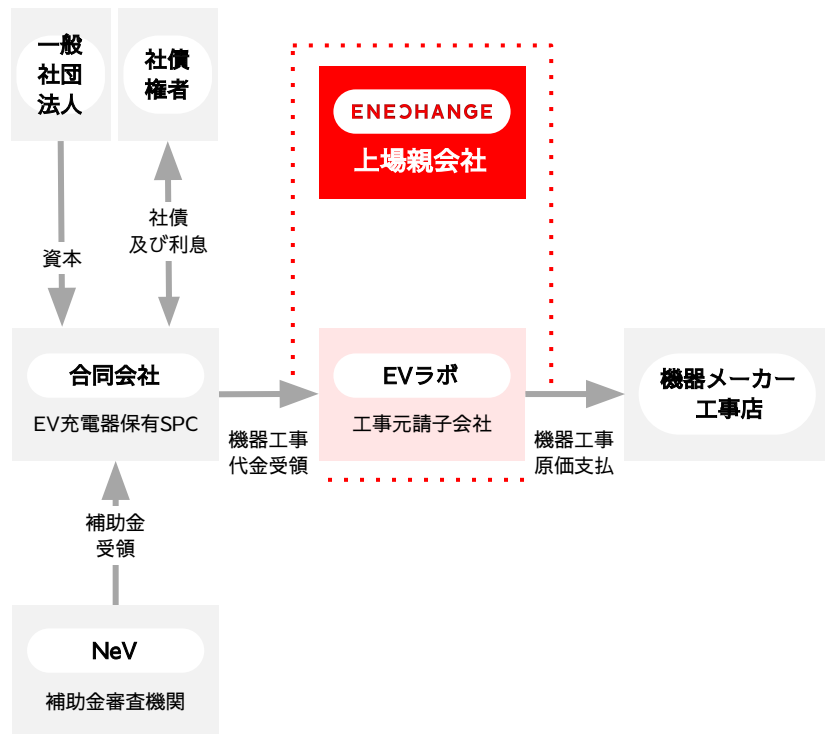 一般
社団
法人
社債
権者
ENECHANGE
上場親会社
資本
社債
及び利息
合同会社
EV充電器保有SPC
機器工事
代金受領
EVラボ
工事元請子会社
機器工事
原価支払
機器メーカー
工事店
補助金
受領
NeV
補助金審査機関